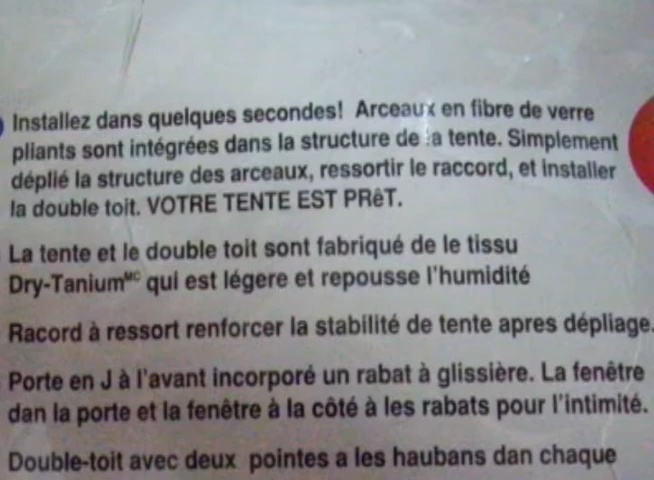 Installez dans quelques secondes! Arceaux en fibre de verre
pliants sont intégrées dans la structure de la tente. Simplement
déplié la structure des arceaux, ressortir le raccord, et installer
la double toit. VOTRE TENTE EST PRêT.
La tente et le double toit sont fabriqué de le tissu
Dry-Tanium MC qui est légere et repousse l'humidité
Racord à ressort renforcer la stabilité de tente apres dépliage.
Porte en J à l'avant incorporé un rabat à glissière. La fenêtre
dan la porte et la fenêtre à la côté à les rabats pour l'intimité.
Double-toit avec deux pointes a les haubans dan chaque